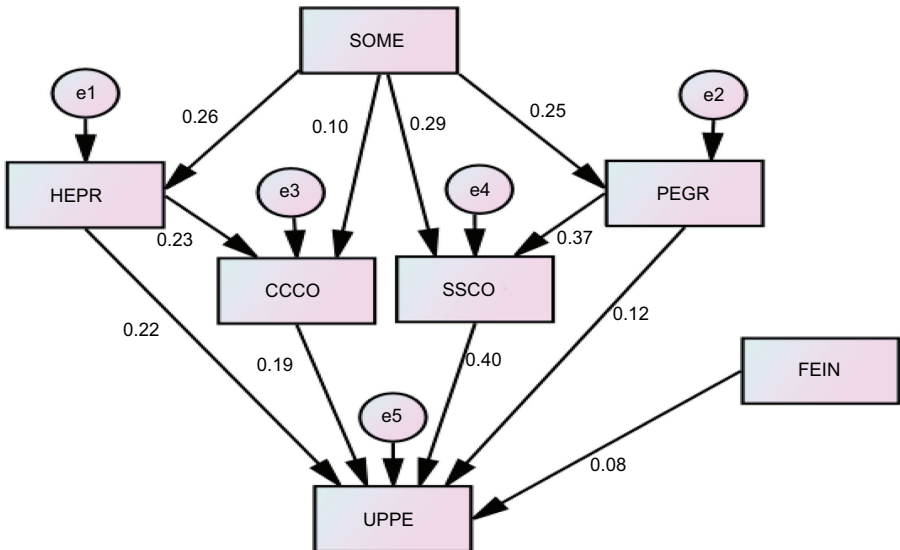 SOME
e1
e2
0.26
0.10
0.29
0.25
HEPR
e3
e4
PEGR
0.23
0.37
CCCO
SSCO
0.22
0.19
0.40
0.12
FEIN
e5
0.08
UPPE